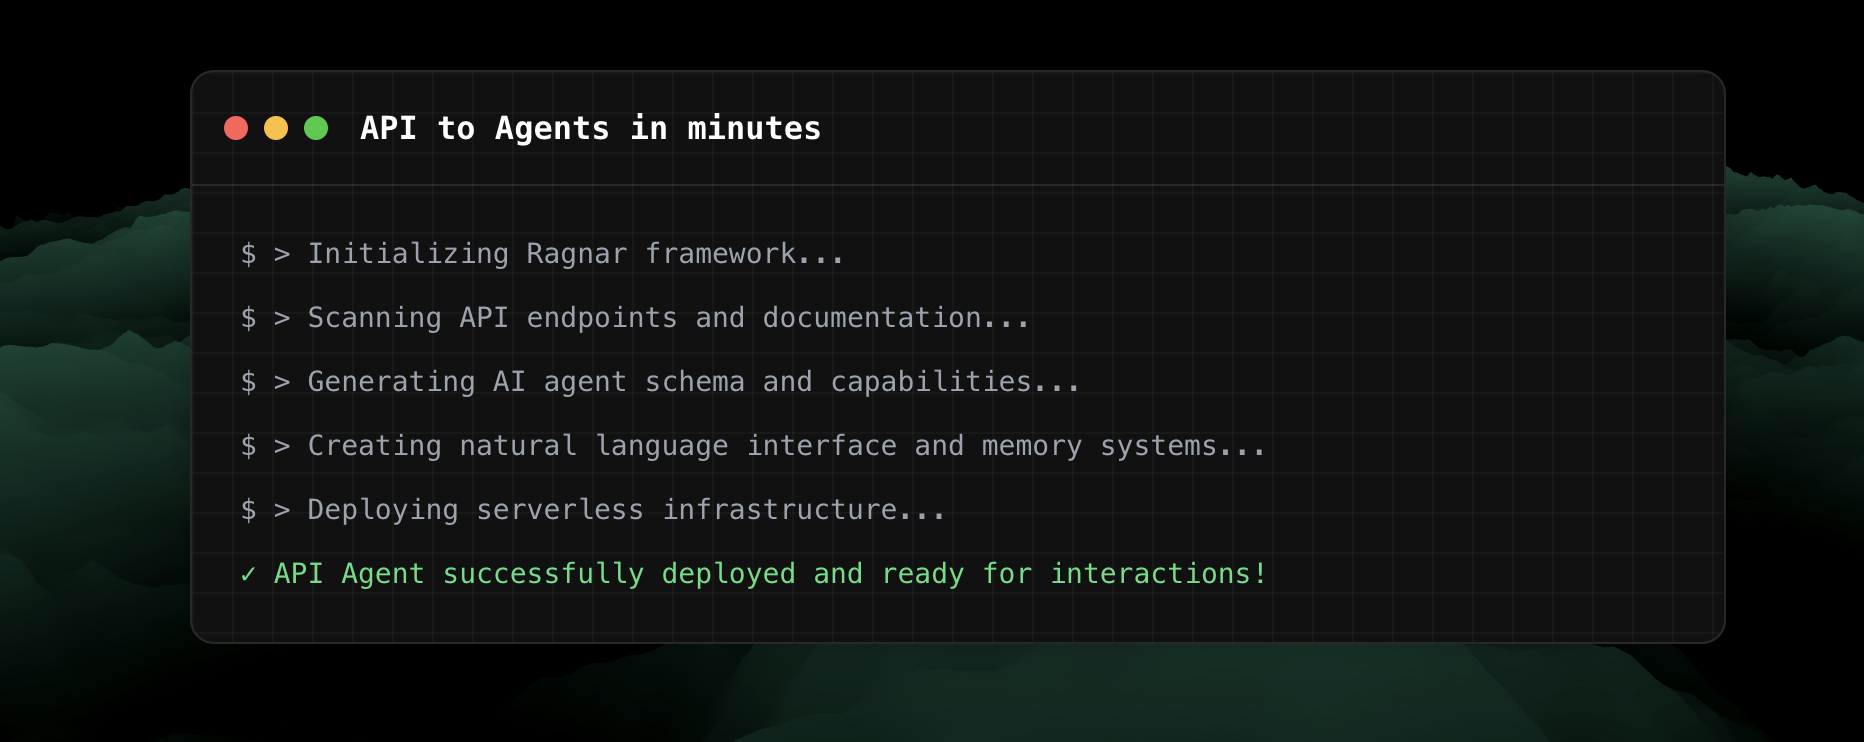 API to Agents in minutes
$ > Initializing Ragnar framework...
$ > Scanning API endpoints and documentation...
$ > Generating AI agent schema and capabilities...
$ > Creating natural language interface and memory systems...
$ > Deploying serverless infrastructure...
✓ API Agent successfully deployed and ready for interactions!